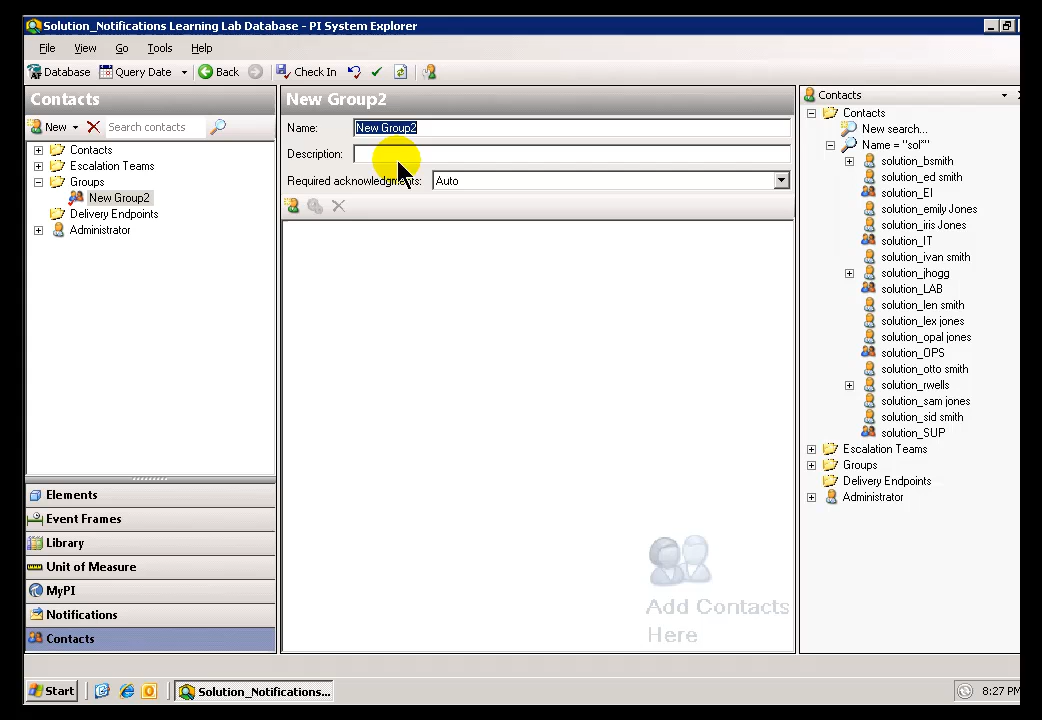 Solution_Notifications Learning Lab Database - PI System Explorer
File View Go Tools Help
Database Query Date Back Check In
Contacts
New Search contacts
Contacts
Escalation Teams
Groups
New Group2
Delivery Endpoints
Administrator
Elements
Event Frames
Library
Unit of Measure
MyPI
Notifications
Contacts
New Group2
Name: New Group2
Description:
Required acknowledgments: Auto
Add Contacts
Here
Contacts
Contacts
New search...
Name = "sol*"
solution_bsmith
solution_ed smith
solution_EI
solution_emily Jones
solution_iris Jones
solution_IT
solution_ivan smith
solution_jhogg
solution_LAB
solution_len smith
solution_lex jones
solution_opal jones
solution_OPS
solution_otto smith
solution_rwells
solution_sam jones
solution_sid smith
solution_SUP
Escalation Teams
Groups
Delivery Endpoints
Administrator
Start Solution_Notifications... 8:27 PM